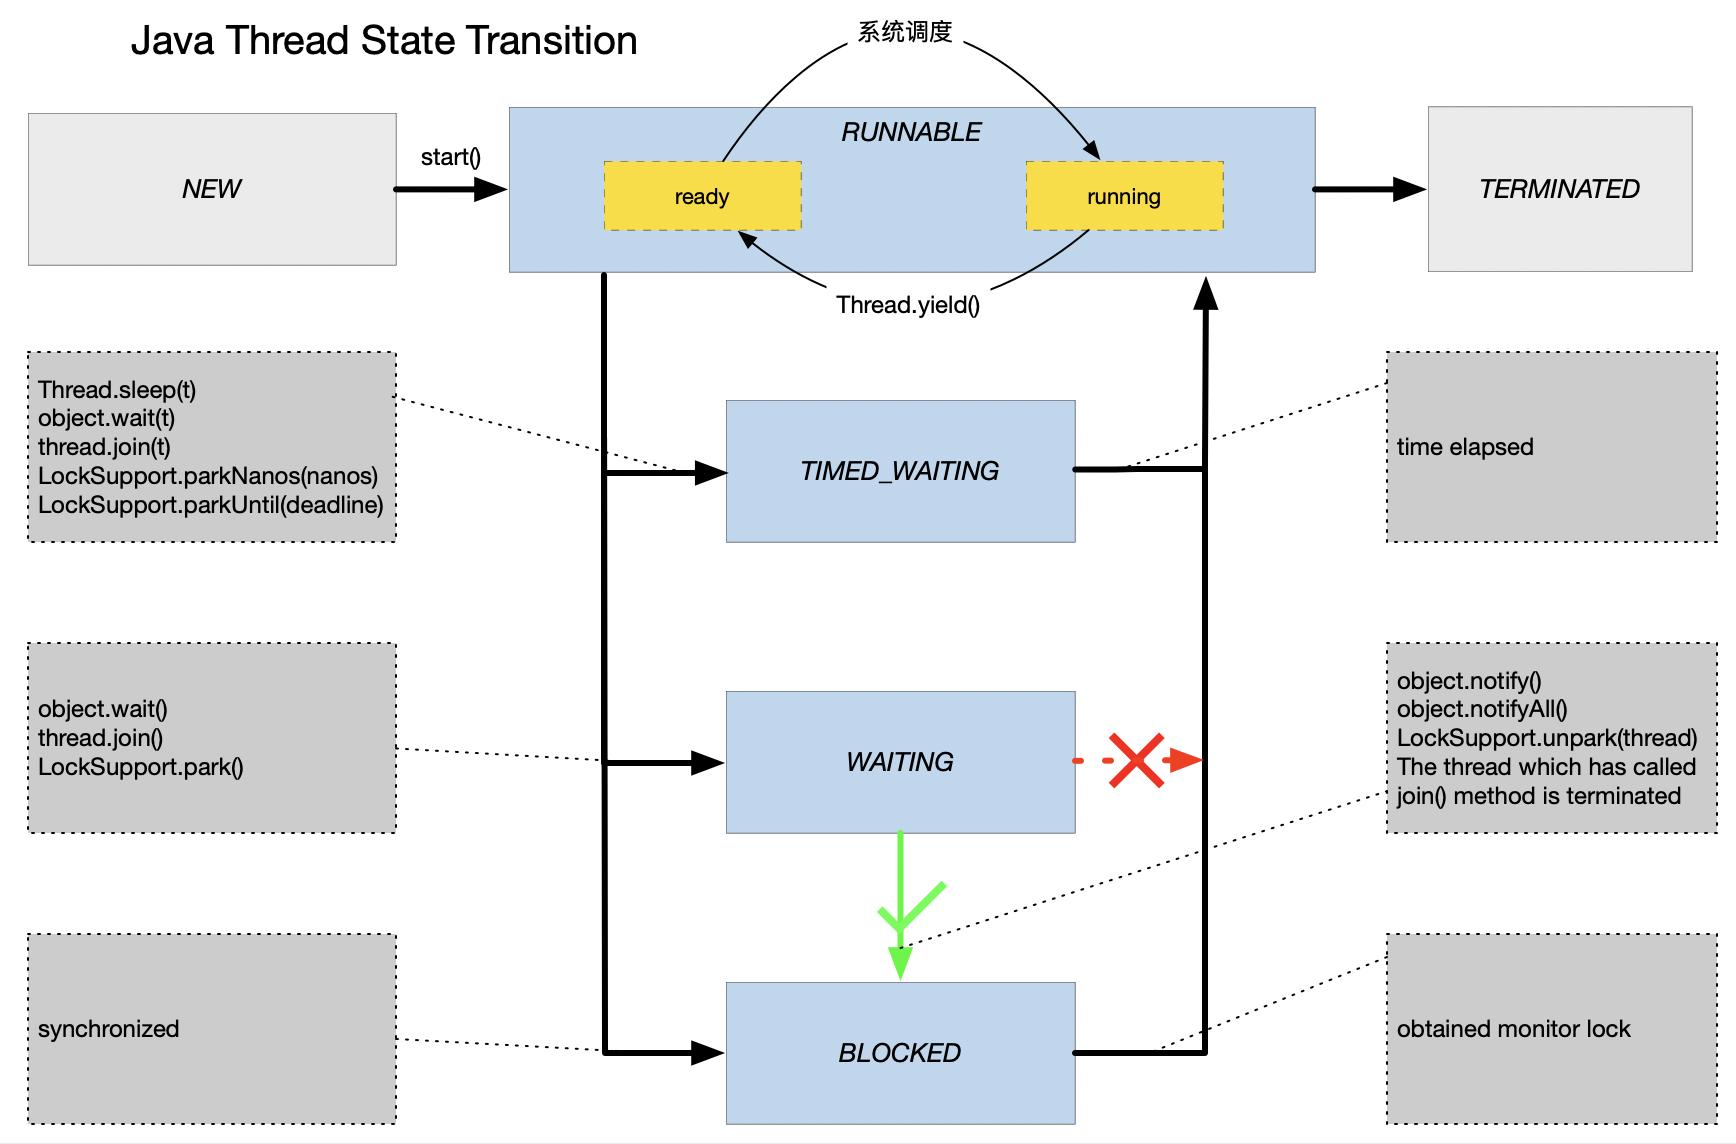 Java Thread State Transition
系统调度
NEW
start()
RUNNABLE
ready
running
TERMINATED
Thread.yield()
Thread.sleep(t)
object.wait(t)
thread.join(t)
LockSupport.parkNanos(nanos)
LockSupport.parkUntil(deadline)
TIMED_WAITING
time elapsed
object.wait()
thread.join()
LockSupport.park()
WAITING
object.notify()
object.notifyAll()
LockSupport.unpark(thread)
The thread which has called
join() method is terminated
synchronized
BLOCKED
obtained monitor lock